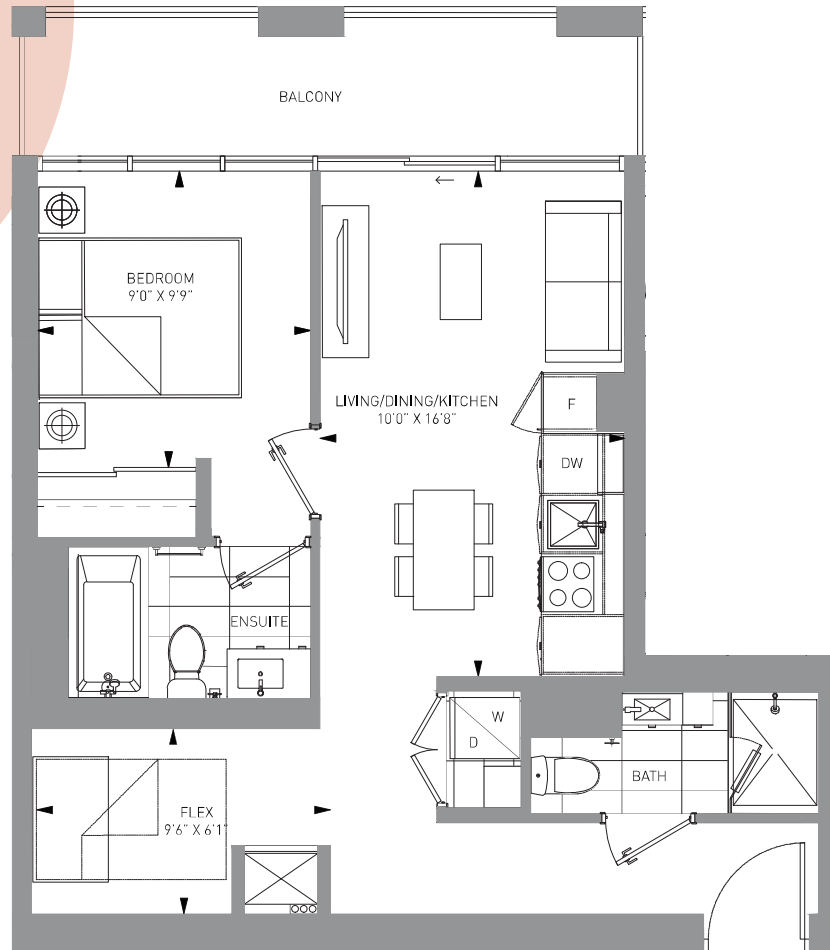 BALCONY
BEDROOM
9'0" X 9'9"
LIVING/DINING/KITCHEN
10'0" X 16'8"
F
DW
ENSUITE
W
D
BATH
FLEX
9'6" X 6'1"